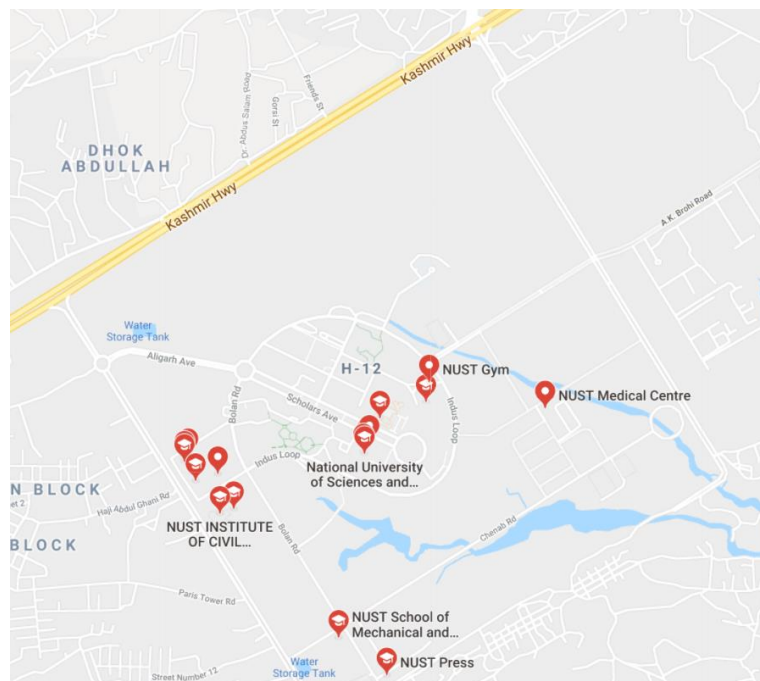 Kashmir Hwy
Friends St
Gorsi St
Dr. Abdus Salam Road
DHOK
ABDULLAH
Kashmir Hwy
A.K. Brohi Road
Water
Storage Tank
Aligarh Ave
H-12
NUST Gym
NUST Medical Centre
Bolan Rd
Scholars Ave
Indus Loop
Indus Loop
National University
of Sciences and...
N BLOCK
et 2
Haji Abdul Ghani Rd
NUST INSTITUTE
OF CIVIL...
BLOCK
Bolan Rd
Chenab Rd
Paris Tower Rd
NUST School of
Mechanical and...
NUST Press
Water
Storage Tank
Street Number 12